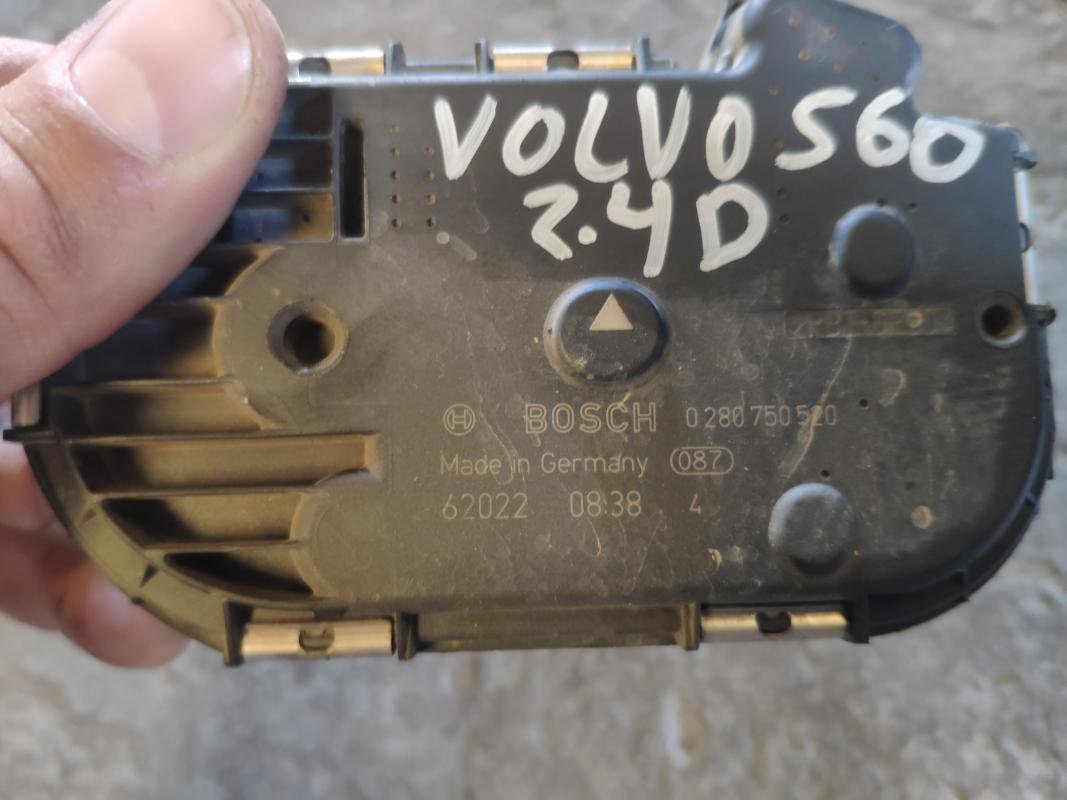 VOLVO S60
2.4D
BOSCH 0 280 750 520
Made in Germany 087
62022 08:38 4